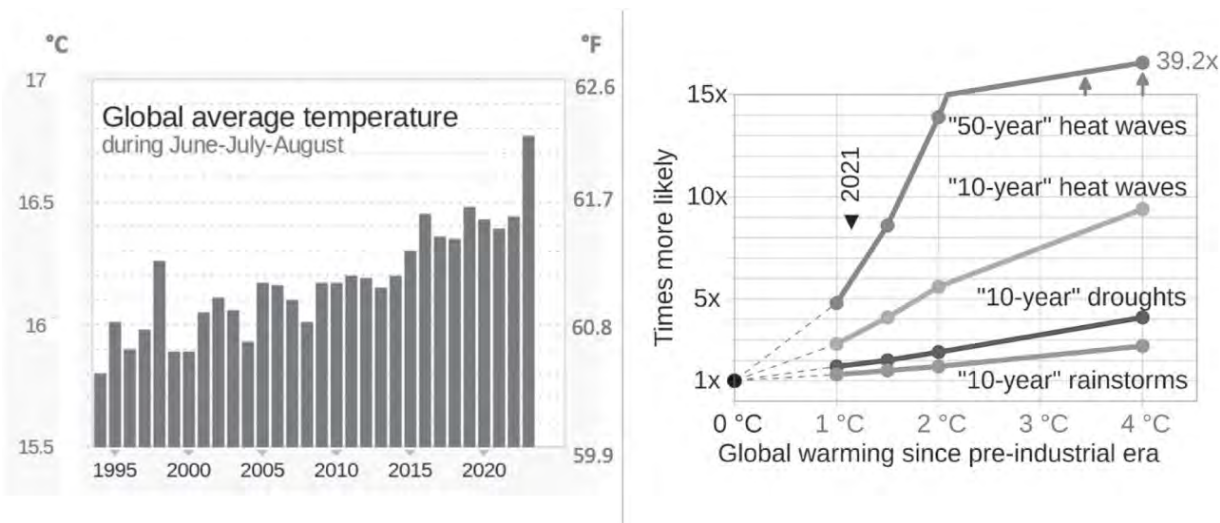 °C
°F
17
62.6
Global average temperature
during June-July-August
16.5
61.7
16
60.8
15.5
59.9
1995 2000 2005 2010 2015 2020
39.2x
15x
"50-year" heat waves
2021
"10-year" heat waves
10x
Times more likely
5x
"10-year" droughts
1x
"10-year" rainstorms
0 °C 1 °C 2 °C 3 °C 4 °C
Global warming since pre-industrial era